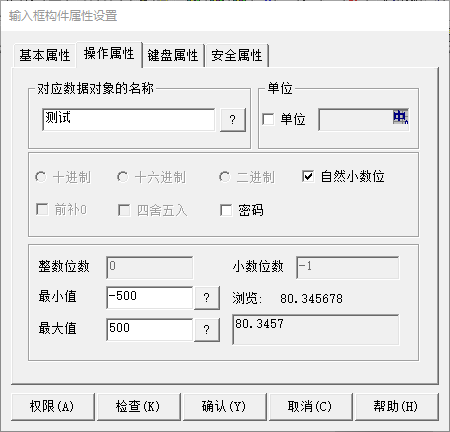 输入框构件属性设置
基本属性 操作属性 键盘属性 安全属性
对应数据对象的名称 单位
测试 ? 单位 中
十进制 十六进制 二进制 自然小数位
前补0 四舍五入 密码
整数位数 0 小数位数 -1
最小值 -500 ? 浏览: 80.345678
最大值 500 ? 80.3457
权限(A) 检查(K) 确认(Y) 取消(C) 帮助(H)